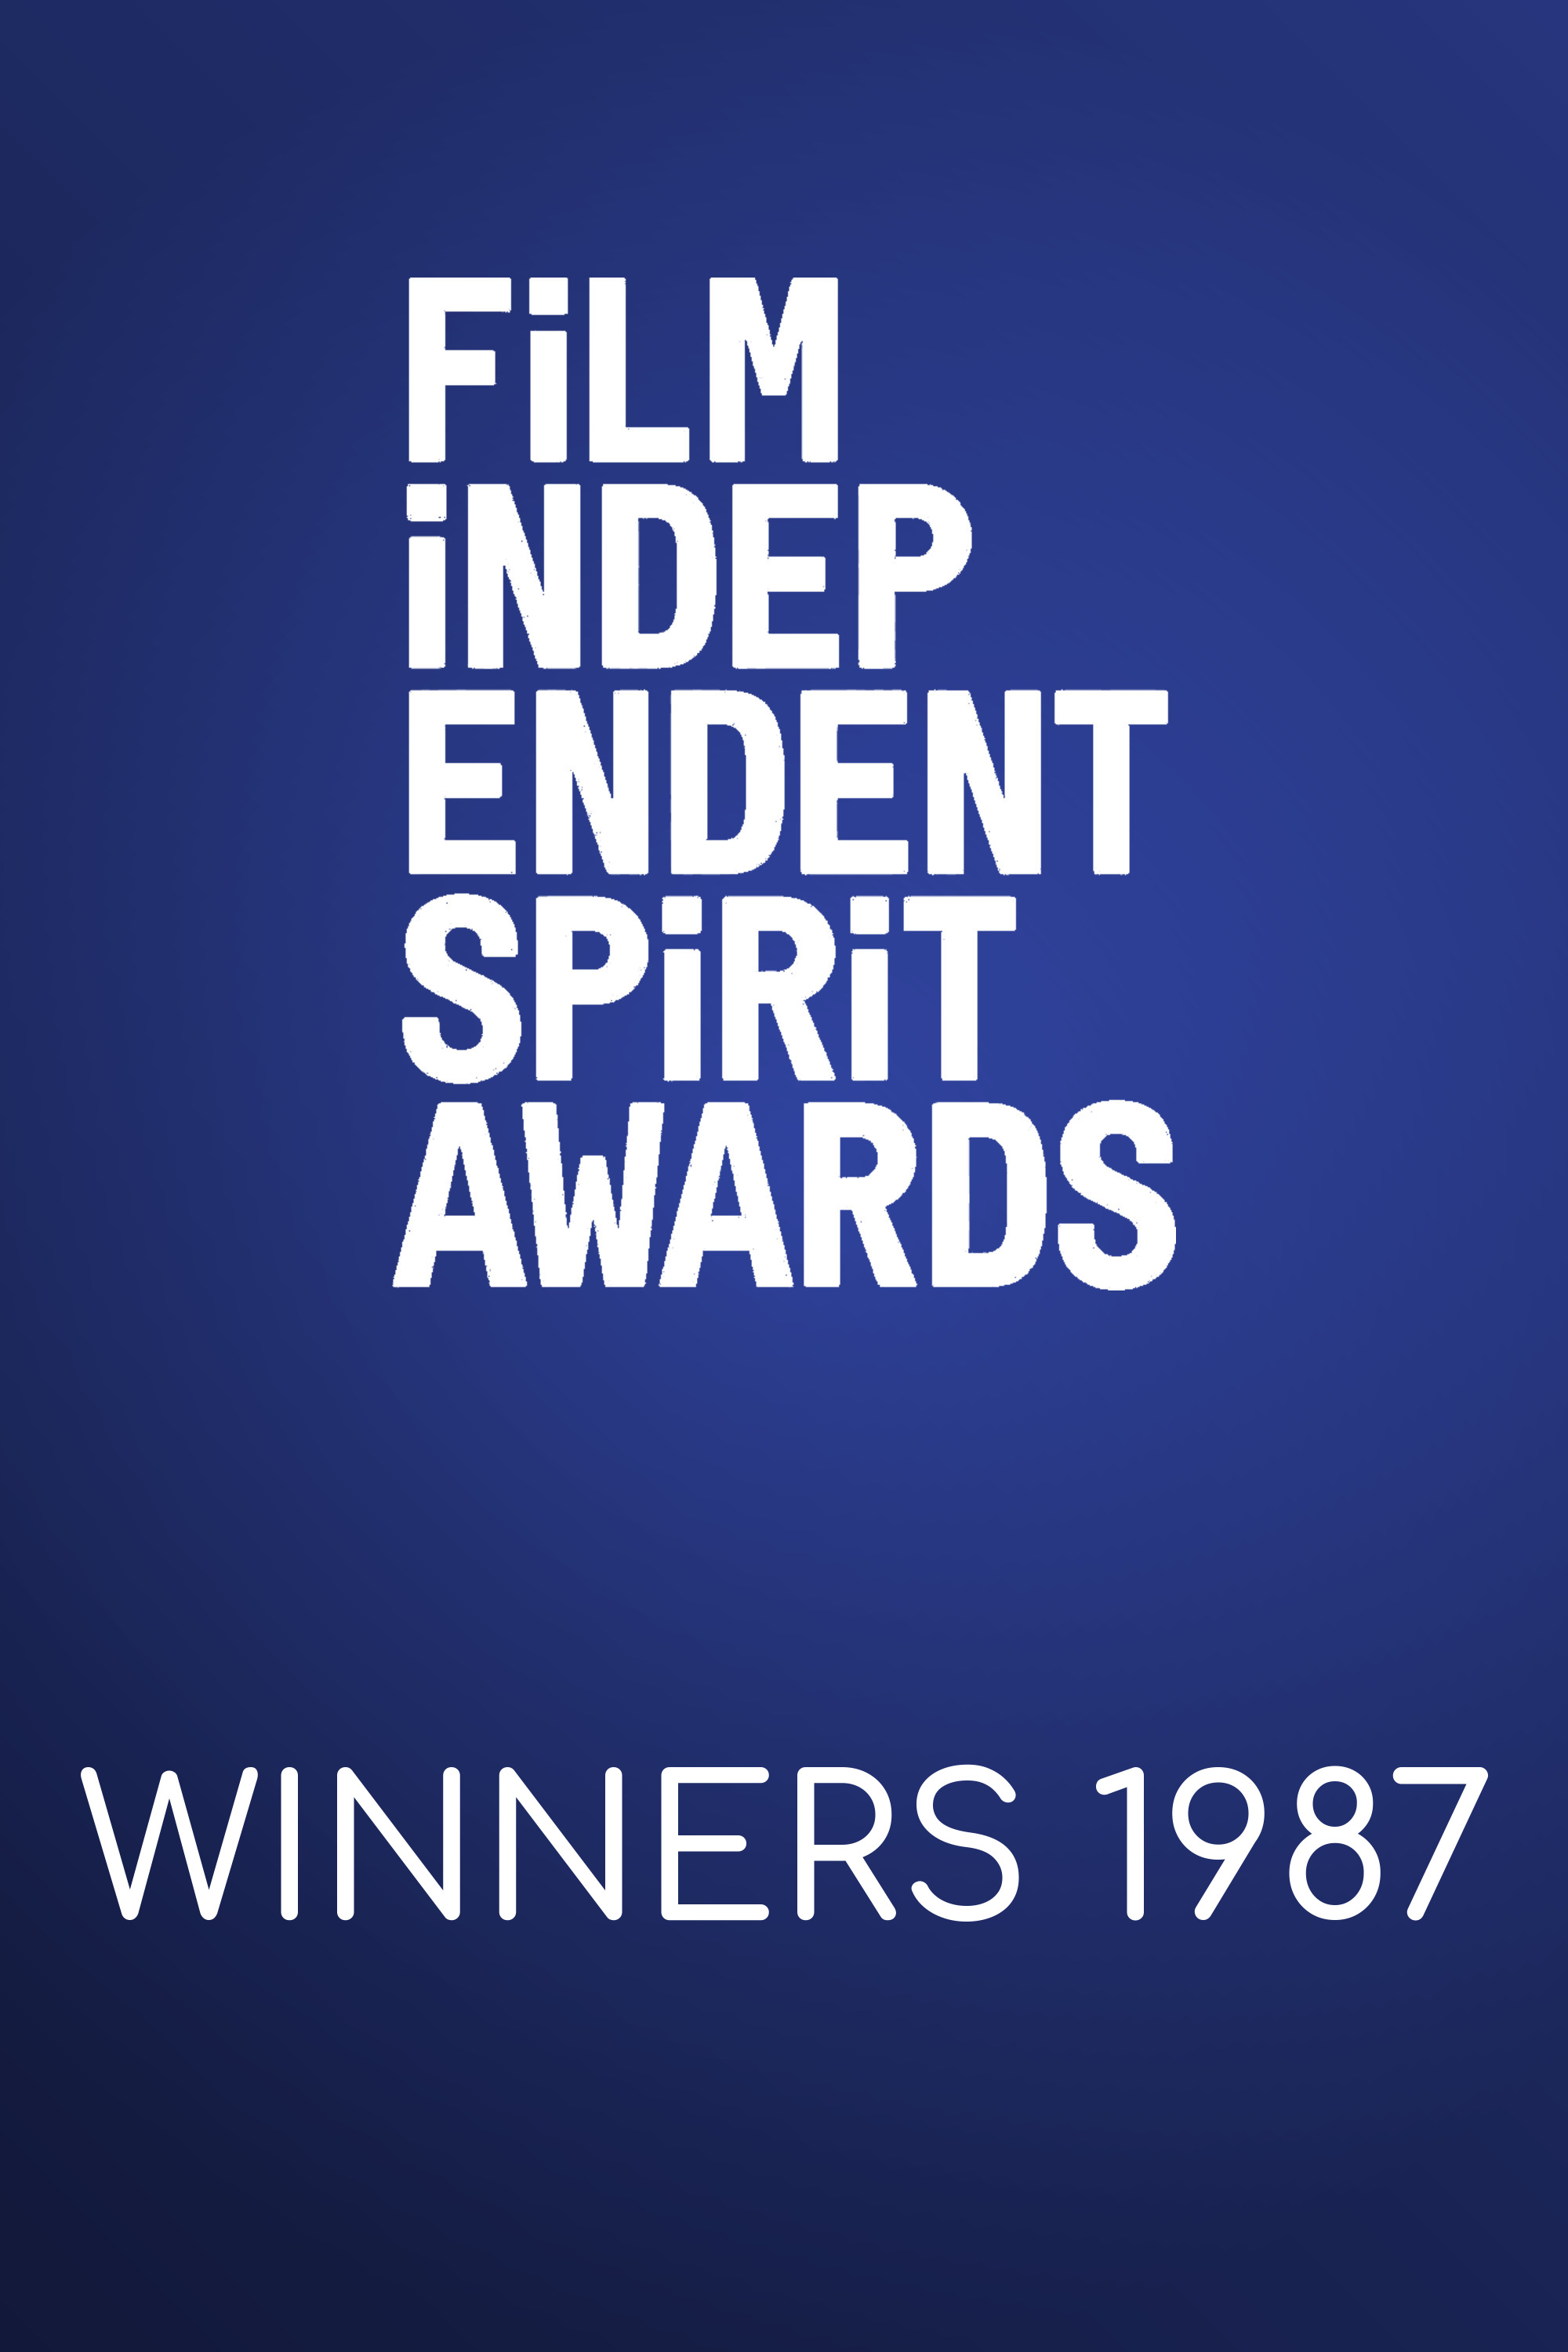 FiLM
iNDEP
ENDENT
SPiRiT
AWARDS
WINNERS 1987